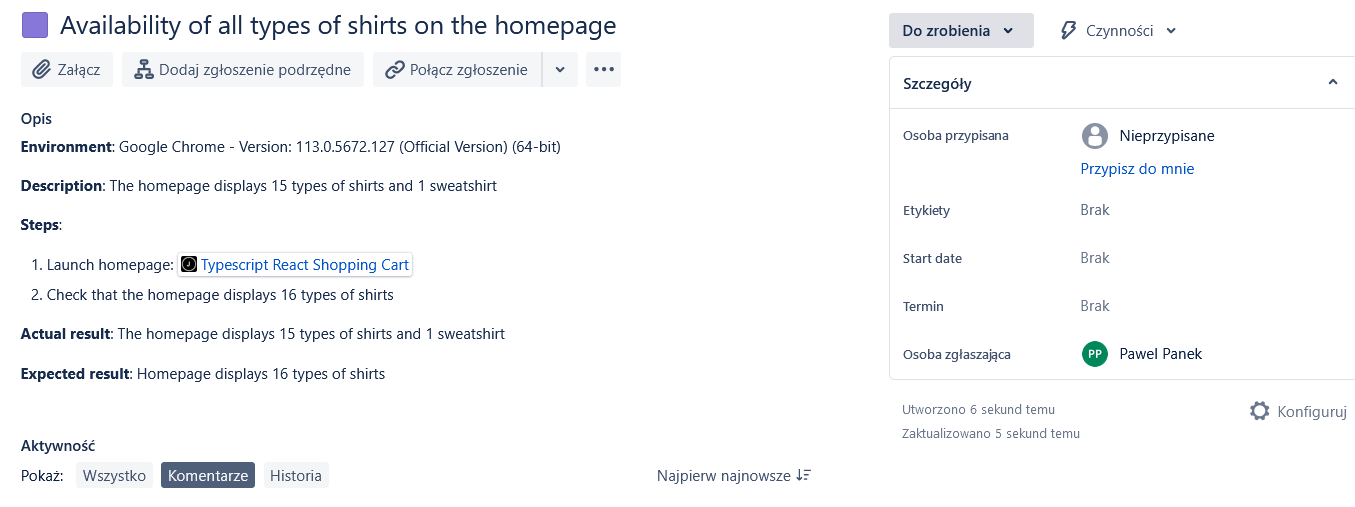 Availability of all types of shirts on the homepage
Załącz
Dodaj zgłoszenie podrzędne
Połącz zgłoszenie
Opis
Environment: Google Chrome - Version: 113.0.5672.127 (Official Version) (64-bit)
Description: The homepage displays 15 types of shirts and 1 sweatshirt
Steps:
1. Launch homepage: Typescript React Shopping Cart
2. Check that the homepage displays 16 types of shirts
Actual result: The homepage displays 15 types of shirts and 1 sweatshirt
Expected result: Homepage displays 16 types of shirts
Aktywność
Pokaż: Wszystko Komentarze Historia
Najpierw najnowsze
Do zrobienia
Czynności
Szczegóły
Osoba przypisana
Nieprzypisane
Przypisz do mnie
Etykiety
Brak
Start date
Brak
Termin
Brak
Osoba zgłaszająca
PP Pawel Panek
Utworzono 6 sekund temu
Zaktualizowano 5 sekund temu
Konfiguruj